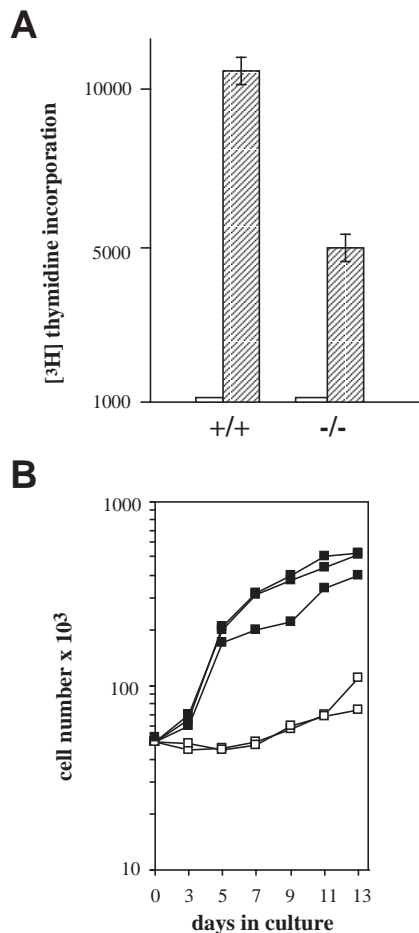 A
[³H] thymidine incorporation
10000
5000
1000
+/+ -/-
B
cell number x 10³
1000
100
10
0 3 5 7 9 11 13
days in culture